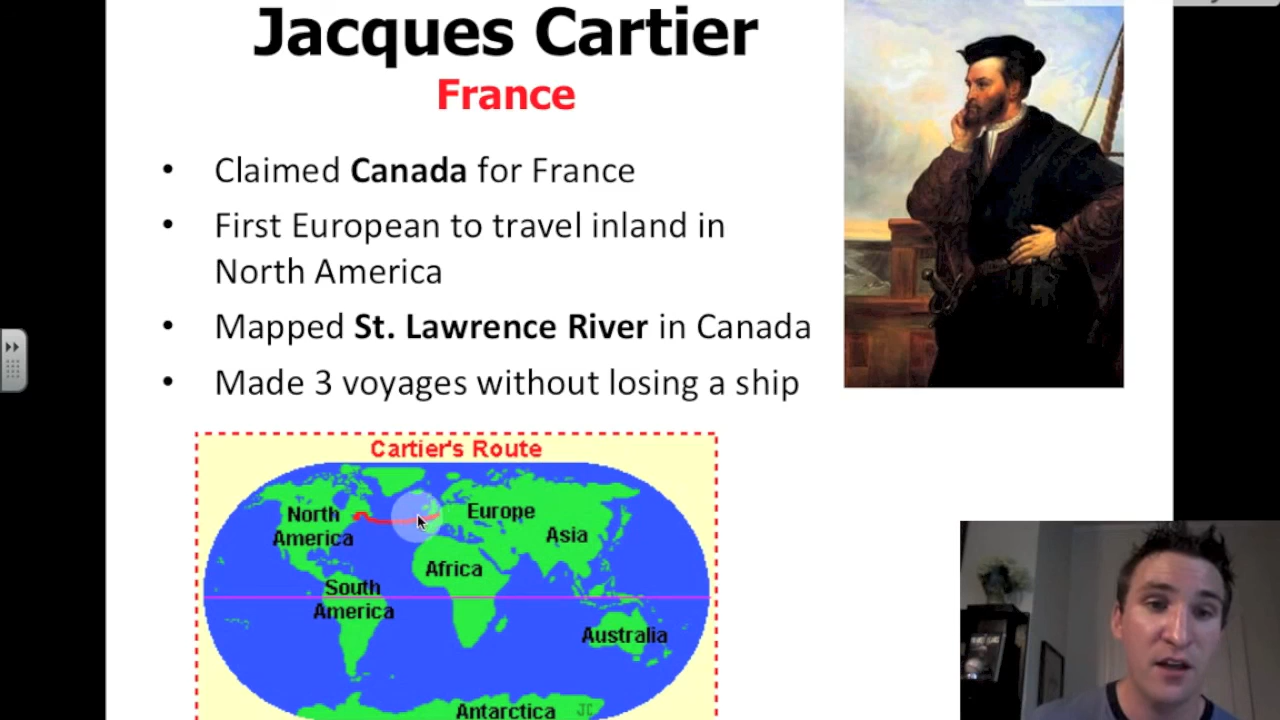 Jacques Cartier
France
• Claimed Canada for France
• First European to travel inland in
North America
• Mapped St. Lawrence River in Canada
• Made 3 voyages without losing a ship
Cartier's Route
North
America
Europe
Asia
Africa
South
America
Australia
Antarctica
JC